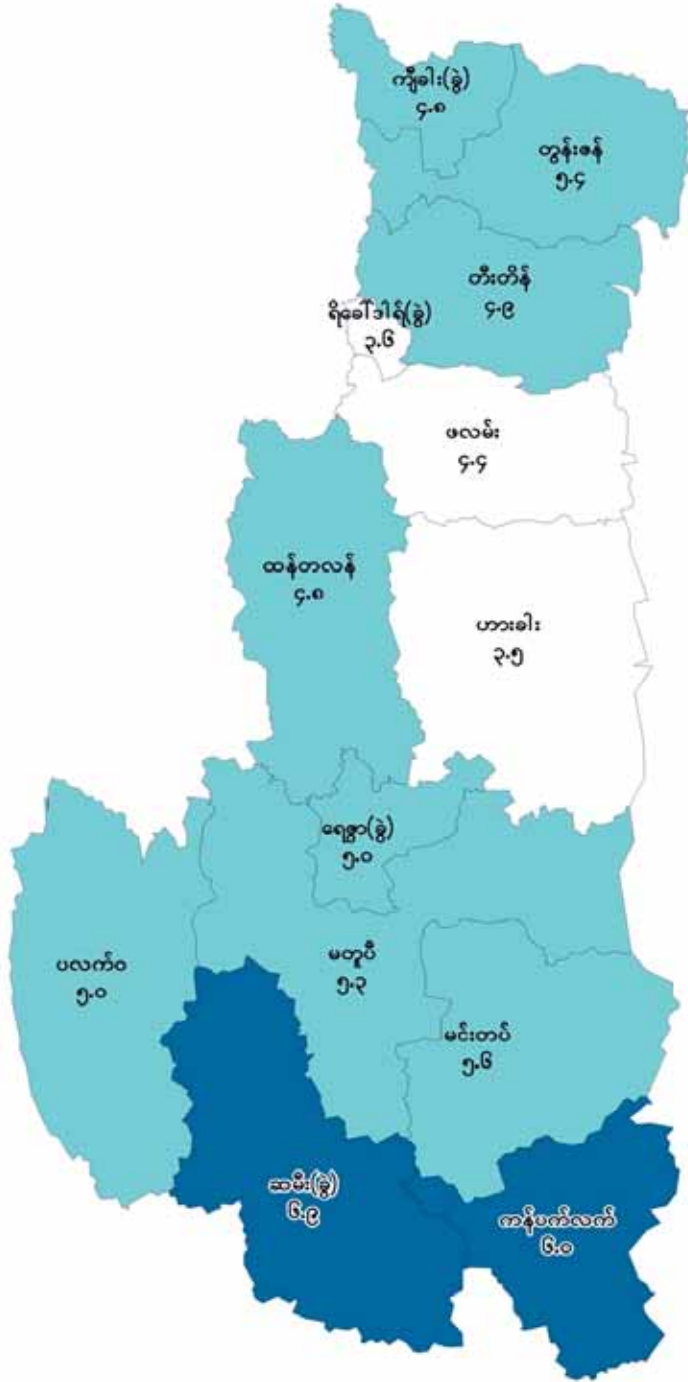 ကျီခါး(ခွဲ)
၄.၈
တွန်းဇန်
၅.၄
တီးတိန်
၄.၉
ရိခေါ်ဒါရ်(ခွဲ)
၃.၆
ဖလမ်း
၄.၄
ထန်တလန်
၄.၈
ဟားခါး
၃.၅
ရေဇွာ(ခွဲ)
၅.၀
ပလက်ဝ
၅.၀
မတူပီ
၅.၃
မင်းတပ်
၅.၆
ဆမီး(ခွဲ)
၆.၉
ကန်ပက်လက်
၆.၀